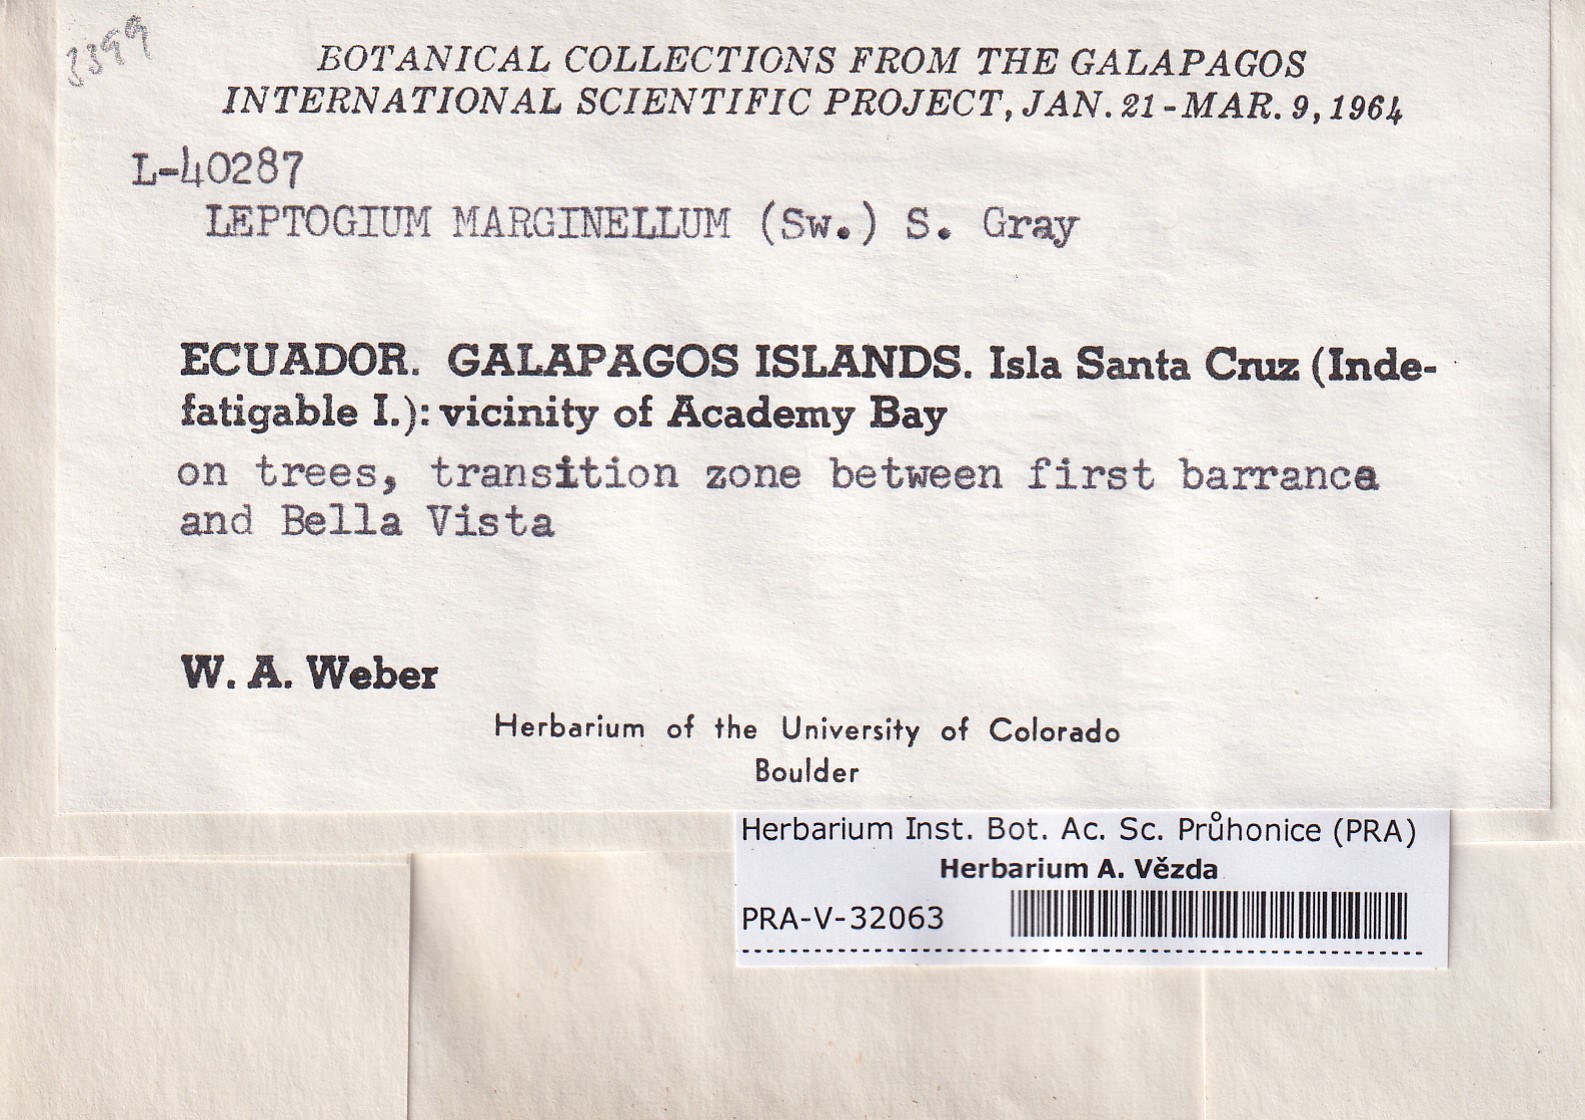 3399
BOTANICAL COLLECTIONS FROM THE GALAPAGOS
INTERNATIONAL SCIENTIFIC PROJECT, JAN. 21 - MAR. 9, 1964
L-40287
LEPTOGIUM MARGINELLUM (Sw.) S. Gray
ECUADOR. GALAPAGOS ISLANDS. Isla Santa Cruz (Inde-
fatigable I.): vicinity of Academy Bay
on trees, transition zone between first barranca
and Bella Vista
W. A. Weber
Herbarium of the University of Colorado
Boulder
Herbarium Inst. Bot. Ac. Sc. Průhonice (PRA)
Herbarium A. Vězda
PRA-V-32063